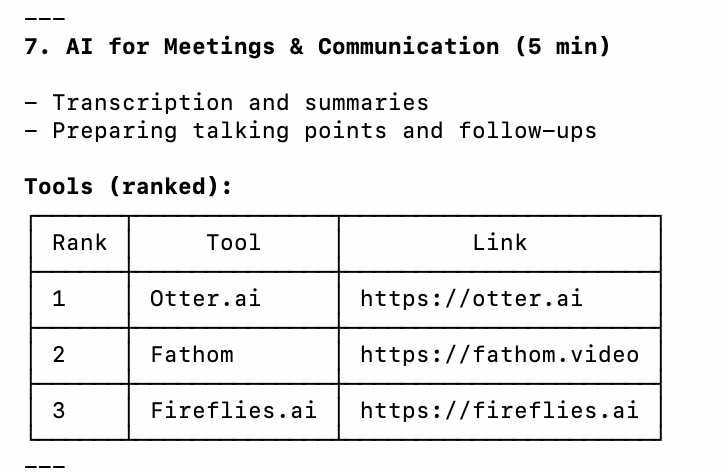 ---
7. AI for Meetings & Communication (5 min)
- Transcription and summaries
- Preparing talking points and follow-ups
Tools (ranked):
Rank Tool Link
1 Otter.ai https://otter.ai
2 Fathom https://fathom.video
3 Fireflies.ai https://fireflies.ai
---